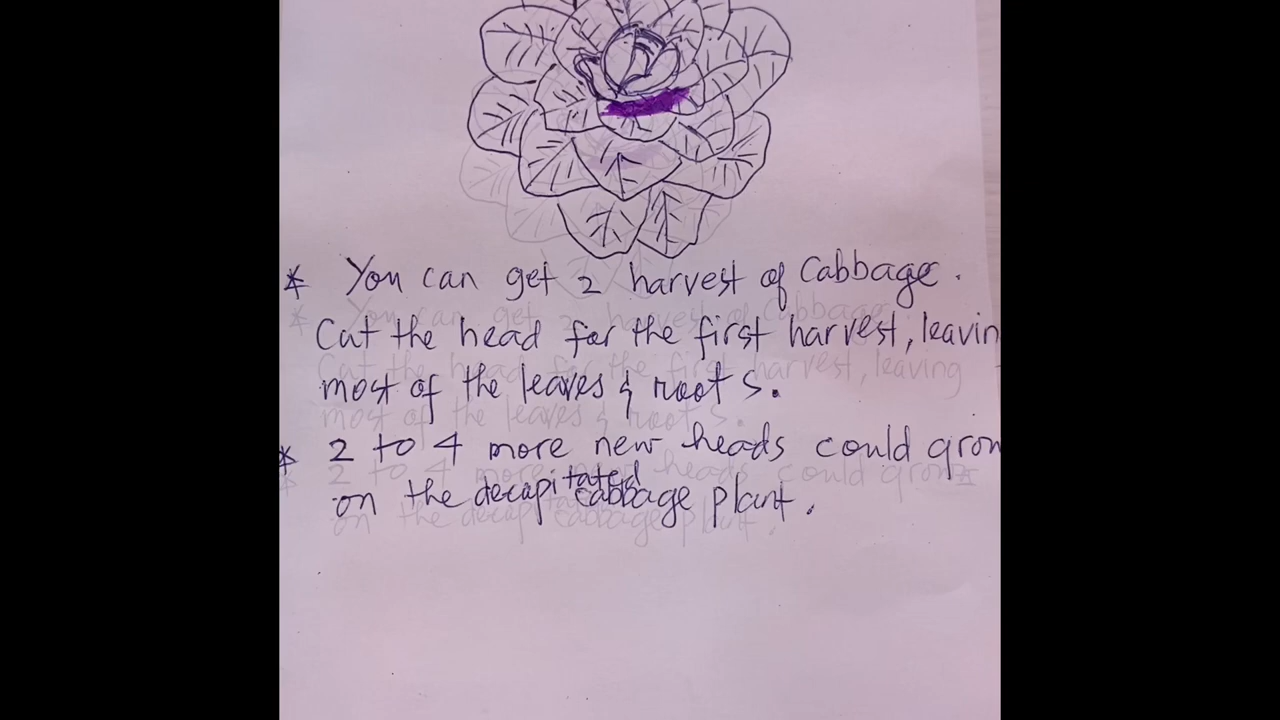 * You can get 2 harvest of Cabbage.
Cut the head for the first harvest, leavin
most of the leaves & root s.
* 2 to 4 more new heads could grow
on the decapitated cabbage plant.